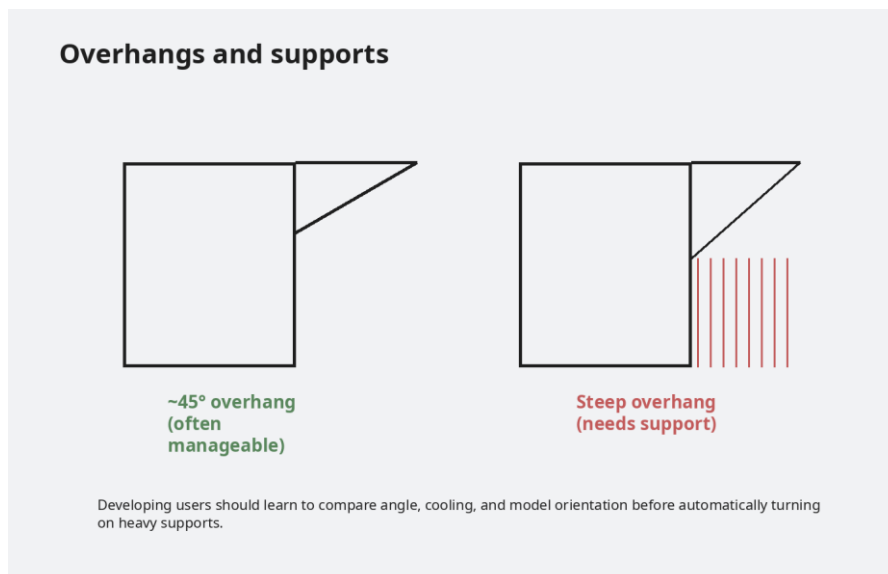 Overhangs and supports
~45° overhang
(often
manageable)
Steep overhang
(needs support)
Developing users should learn to compare angle, cooling, and model orientation before automatically turning
on heavy supports.